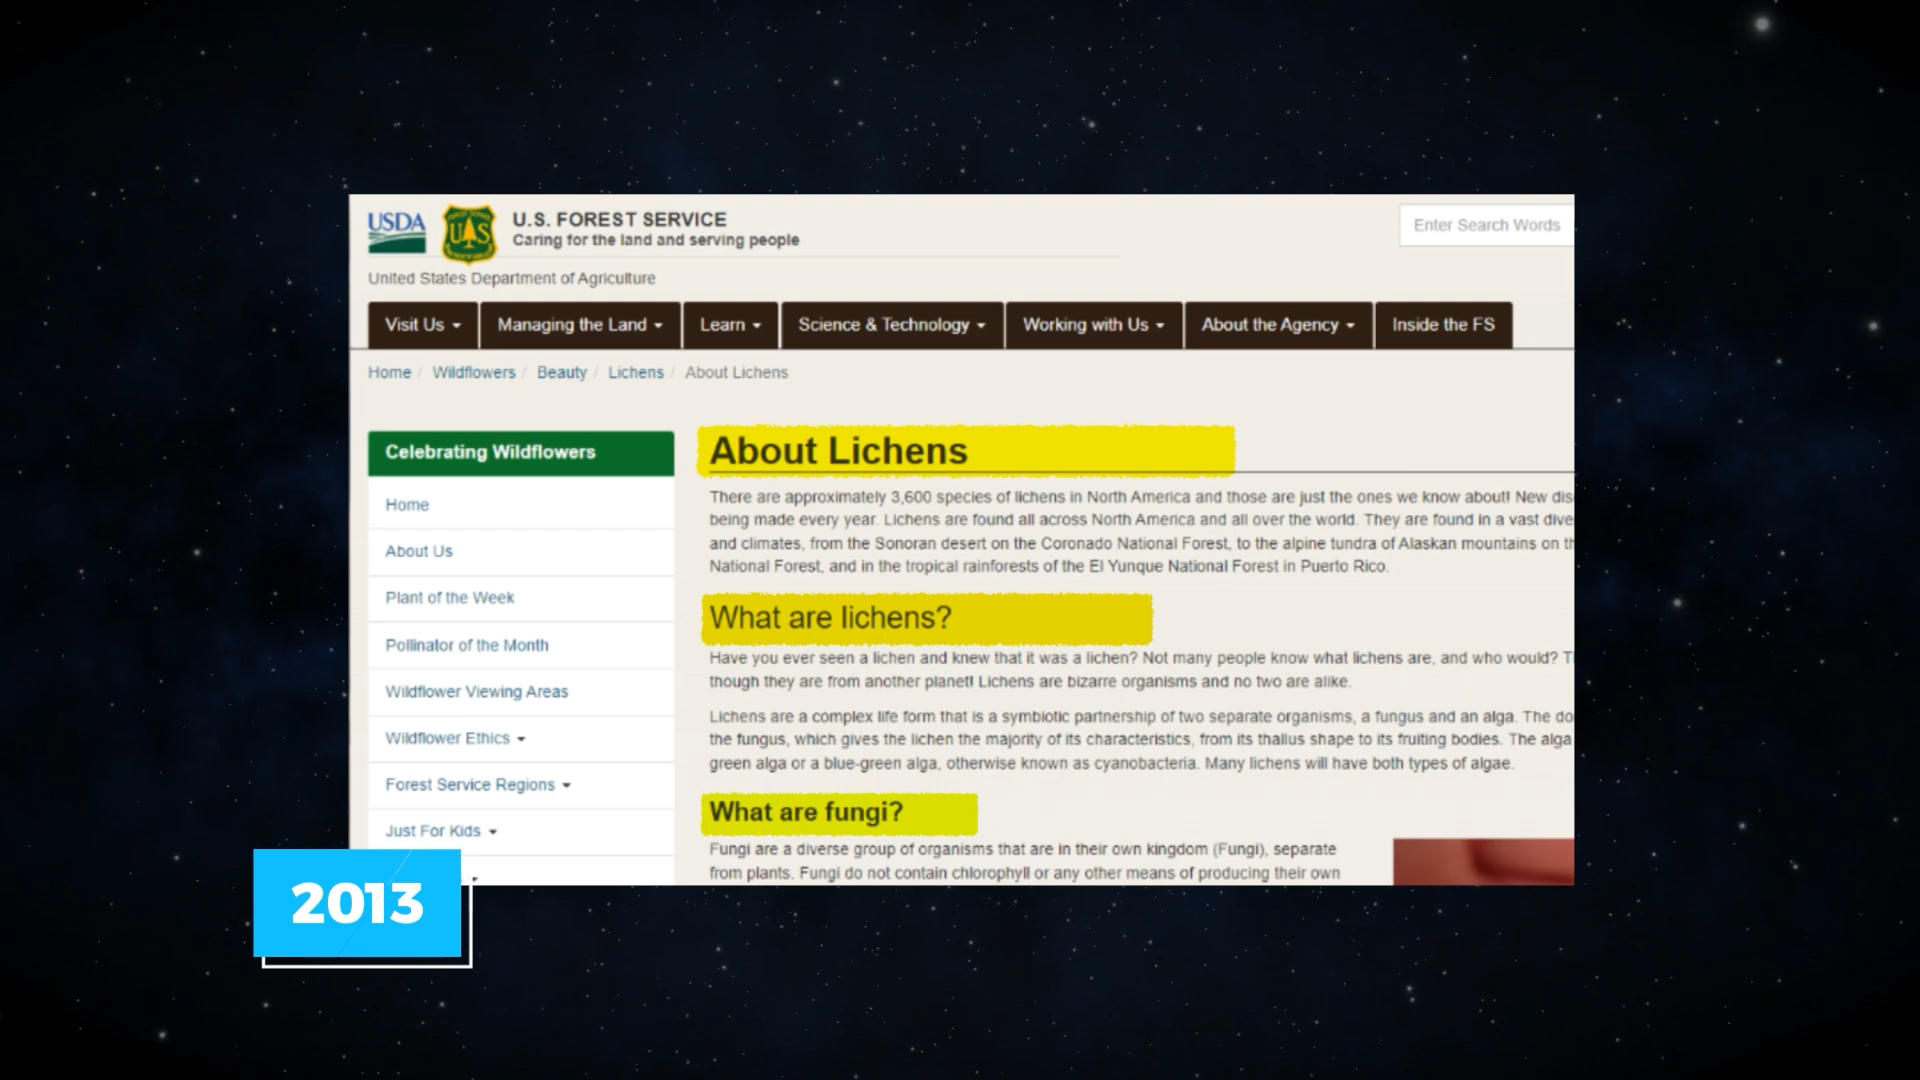 USDA
UAS
U.S. FOREST SERVICE
Caring for the land and serving people
Enter Search Words
United States Department of Agriculture
Visit Us
Managing the Land
Learn
Science & Technology
Working with Us
About the Agency
Inside the FS
Home / Wildflowers / Beauty / Lichens / About Lichens
Celebrating Wildflowers
Home
About Us
Plant of the Week
Pollinator of the Month
Wildflower Viewing Areas
Wildflower Ethics
Forest Service Regions
Just For Kids
About Lichens
There are approximately 3,600 species of lichens in North America and those are just the ones we know about! New dis
being made every year. Lichens are found all across North America and all over the world. They are found in a vast dive
and climates, from the Sonoran desert on the Coronado National Forest, to the alpine tundra of Alaskan mountains on th
National Forest, and in the tropical rainforests of the El Yunque National Forest in Puerto Rico.
What are lichens?
Have you ever seen a lichen and knew that it was a lichen? Not many people know what lichens are, and who would? T
though they are from another planet! Lichens are bizarre organisms and no two are alike.
Lichens are a complex life form that is a symbiotic partnership of two separate organisms, a fungus and an alga. The do
the fungus, which gives the lichen the majority of its characteristics, from its thallus shape to its fruiting bodies. The alga
green alga or a blue-green alga, otherwise known as cyanobacteria. Many lichens will have both types of algae.
What are fungi?
Fungi are a diverse group of organisms that are in their own kingdom (Fungi), separate
from plants. Fungi do not contain chlorophyll or any other means of producing their own
2013